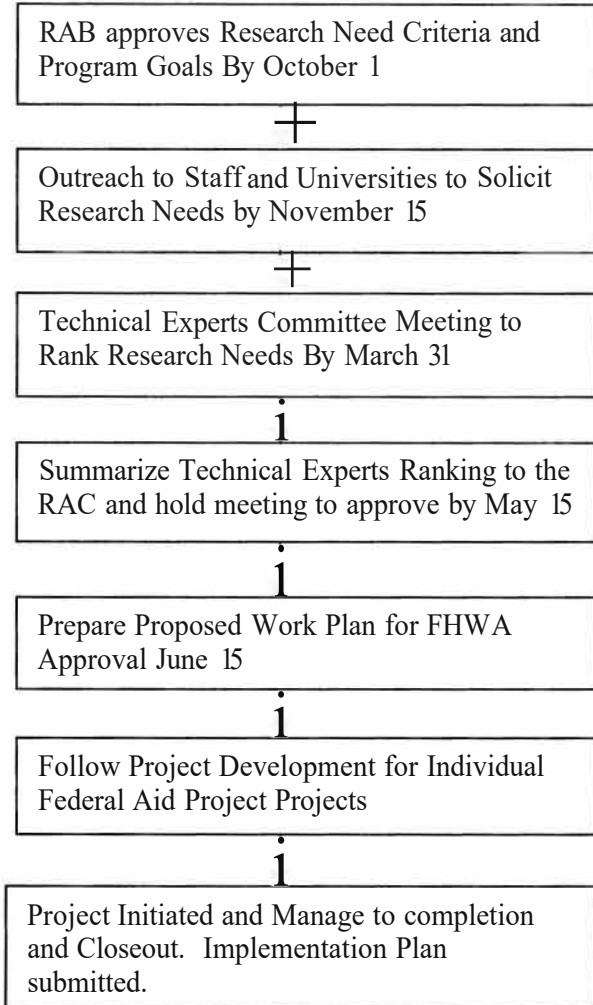 RAB approves Research Need Criteria and
Program Goals By October 1
+
Outreach to Staff and Universities to Solicit
Research Needs by November 15
+
Technical Experts Committee Meeting to
Rank Research Needs By March 31
i
Summarize Technical Experts Ranking to the
RAC and hold meeting to approve by May 15
i
Prepare Proposed Work Plan for FHWA
Approval June 15
i
Follow Project Development for Individual
Federal Aid Project Projects
i
Project Initiated and Manage to completion
and Closeout. Implementation Plan
submitted.